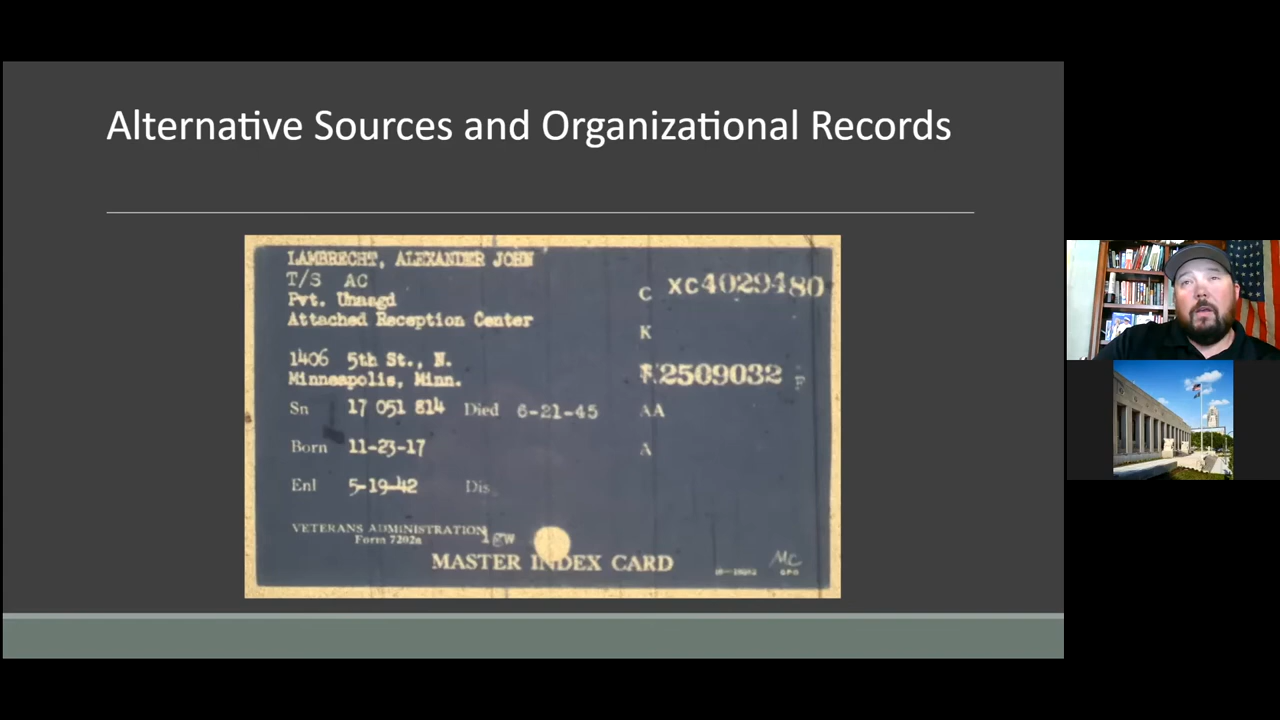 Alternative Sources and Organizational Records
LAMBRECHT, ALEXANDER JOHN
T/S AC
Pvt. Unasgd
Attached Reception Center
1406 5th St., N.
Minneapolis, Minn.
Sn 17 051 814 Died 6-21-45
Born 11-23-17
Enl 5-19-42 Dis.
C XC4029480
K
2509032
AA
A
VETERANS ADMINISTRATION
Form 7202a
MASTER INDEX CARD
MC
GPO